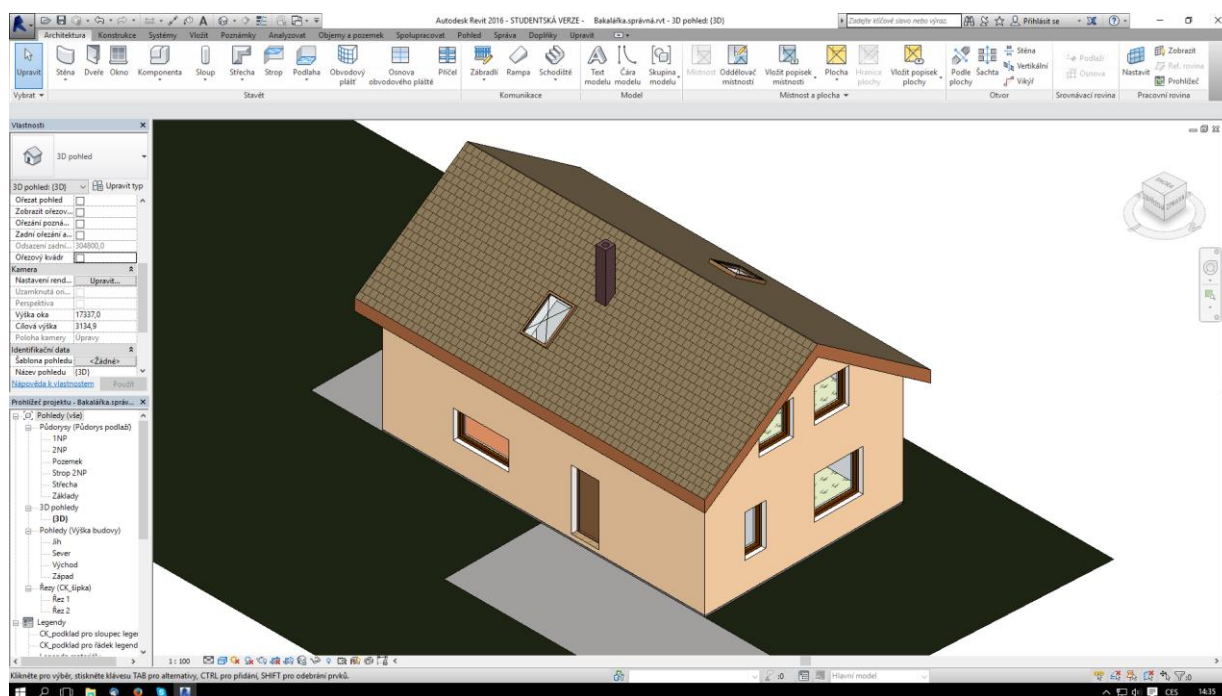 Autodesk Revit 2016 - STUDENTSKÁ VERZE - Bakalářka.správná.rvt - 3D pohled: {3D}
Zadejte klíčové slovo nebo výraz.
Přihlásit se
Architektura Konstrukce Systémy Vložit Poznámky Analyzovat Objemy a pozemek Spolupracovat Pohled Správa Doplňky Upravit
Upravit
Stěna Dveře Okno Komponenta Sloup Střecha Strop Podlaha Obvodový plášť Osnova obvodového pláště Příčel
Zábradlí Rampa Schodiště
Text modelu Čára modelu Skupina modelu
Místnost Oddělovač místností Vložit popisek místnosti Plocha Hranice plochy Vložit popisek plochy
Podle plochy Šachta Stěna Vertikální Vikýř
Podlaží Osnova
Nastavit Zobrazit Ref. rovina Prohlížeč
Vybrat Stavět Komunikace Model Místnost a plocha Otvor Srovnávací rovina Pracovní rovina
Vlastnosti
3D pohled
3D pohled: {3D} Upravit typ
Ořezat pohled
Zobrazit ořezov...
Ořezání pozná...
Zadní ořezání a...
Odsazení zadní... 304800,0
Ořezový kvádr
Kamera
Nastavení rend... Upravit...
Uzamknutá ori...
Perspektiva
Výška oka 17337,0
Cílová výška 3134,9
Poloha kamery Úpravy
Identifikační data
Šablona pohledu <Žádné>
Název pohledu {3D}
Nápověda k vlastnostem Použít
Prohlížeč projektu - Bakalářka.správ...
Pohledy (vše)
Půdorysy (Půdorys podlaží)
1NP
2NP
Pozemek
Strop 2NP
Střecha
Základy
3D pohledy
{3D}
Pohledy (Výška budovy)
Jih
Sever
Východ
Západ
Řezy (CK_šipka)
Řez 1
Řez 2
Legendy
CK_podklad pro sloupec leger
CK_podklad pro řádek legend
1 : 100
Klikněte pro výběr, stiskněte klávesu TAB pro alternativy, CTRL pro přidání, SHIFT pro odebrání prvků.
:0 Hlavní model :0
CES 14:35